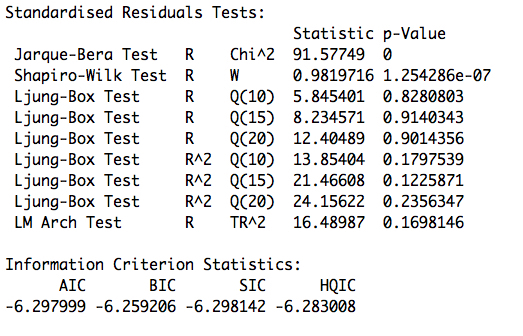 Standardised Residuals Tests:
                                Statistic p-Value
 Jarque-Bera Test   R    Chi^2  91.57749  0
 Shapiro-Wilk Test  R    W      0.9819716 1.254286e-07
 Ljung-Box Test     R    Q(10)  5.845401  0.8280803
 Ljung-Box Test     R    Q(15)  8.234571  0.9140343
 Ljung-Box Test     R    Q(20)  12.40489  0.9014356
 Ljung-Box Test     R^2  Q(10)  13.85404  0.1797539
 Ljung-Box Test     R^2  Q(15)  21.46608  0.1225871
 Ljung-Box Test     R^2  Q(20)  24.15622  0.2356347
 LM Arch Test       R    TR^2   16.48987  0.1698146
Information Criterion Statistics:
      AIC       BIC       SIC      HQIC
-6.297999 -6.259206 -6.298142 -6.283008